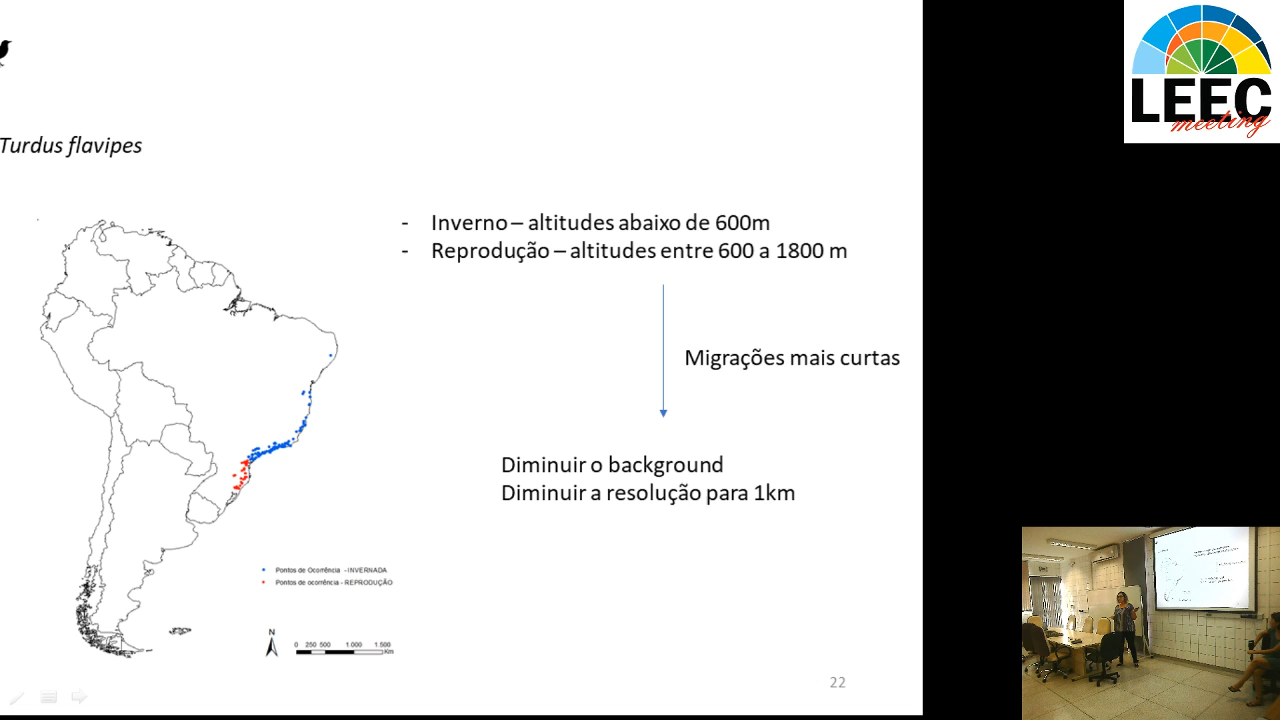 LEEC
meeting
Turdus flavipes
- Inverno – altitudes abaixo de 600m
- Reprodução – altitudes entre 600 a 1800 m
Migrações mais curtas
Diminuir o background
Diminuir a resolução para 1km
Pontos de Ocorrência - INVERNADA
Pontos de ocorrência - REPRODUÇÃO
N
0 250 500 1.000 1.500
Km
22